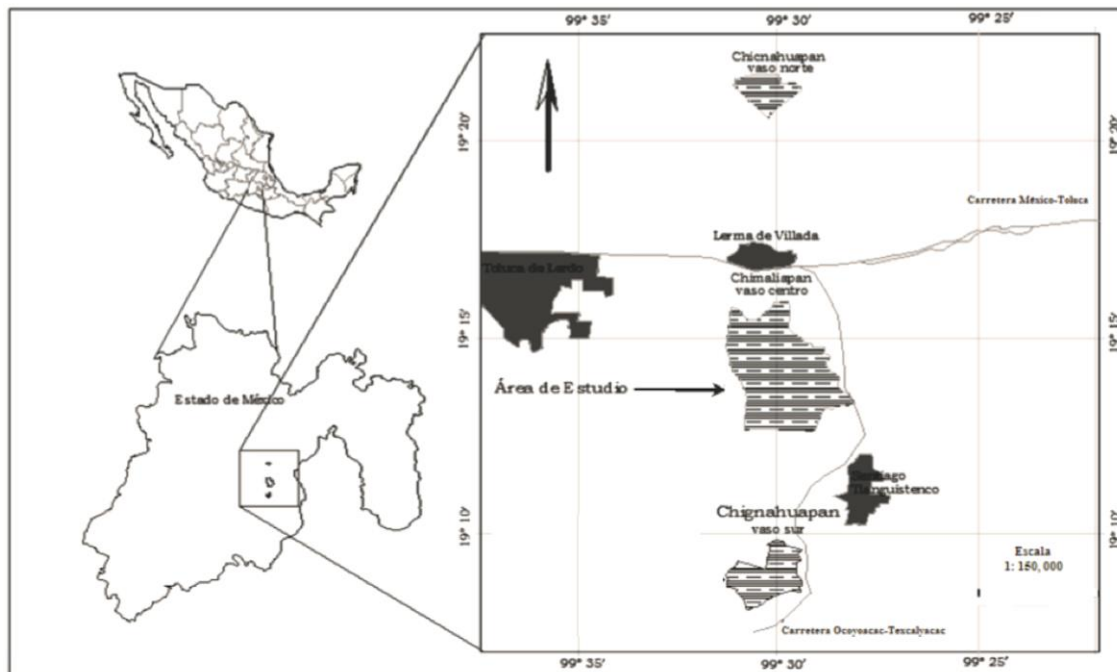 99° 35′ 99° 30′ 99° 25′
Chicnahuapan
vaso norte
19° 20′ 19° 20′
Carretera México-Toluca
Lerma de Villada
Toluca de Lerdo
Chimaliapan
vaso centro
19° 15′ 19° 15′
Área de Estudio
Estado de México
Santiago
Tianguistenco
Chignahuapan
vaso sur
19° 10′ 19° 10′
Escala
1: 150,000
Carretera Ocoyoacac-Texcalyacac
99° 35′ 99° 30′ 99° 25′